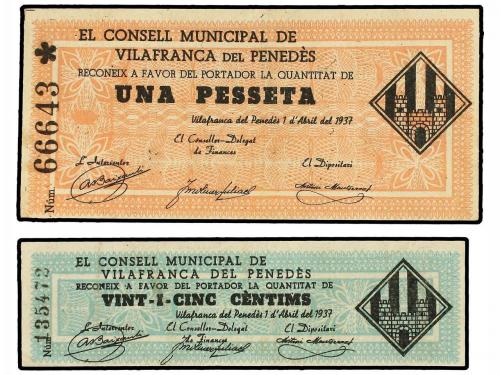 EL CONSELL MUNICIPAL DE
VILAFRANCA DEL PENEDÈS
RECONEIX A FAVOR DEL PORTADOR LA QUANTITAT DE
UNA PESSETA
Vilafranca del Penedès 1 d'Abril del 1937
El Conseller-Delegat
de Finances
El Dipositari
L'Interventor
Núm. 66643 *
EL CONSELL MUNICIPAL DE
VILAFRANCA DEL PENEDÈS
RECONEIX A FAVOR DEL PORTADOR LA QUANTITAT DE
VINT-I-CINC CÈNTIMS
Vilafranca del Penedès 1 d'Abril del 1937
L'Interventor
El Conseller-Delegat
de Finances
El Dipositari
Núm. 135472